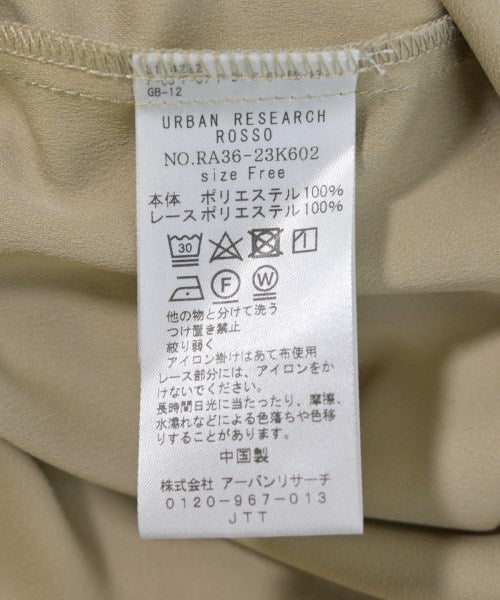 GB-12
URBAN RESEARCH
ROSSO
NO.RA36-23K602
size Free
本体 ポリエステル100%
レース ポリエステル100%
30
F W
他の物と分けて洗う
つけ置き禁止
絞り弱く
アイロン掛けはあて布使用
レース部分には、アイロンをか
けないでください。
長時間日光に当たったり、摩擦、
水濡れなどによる色落ちや色移
りすることがあります。
中国製
株式会社 アーバンリサーチ
0120-967-013
JTT